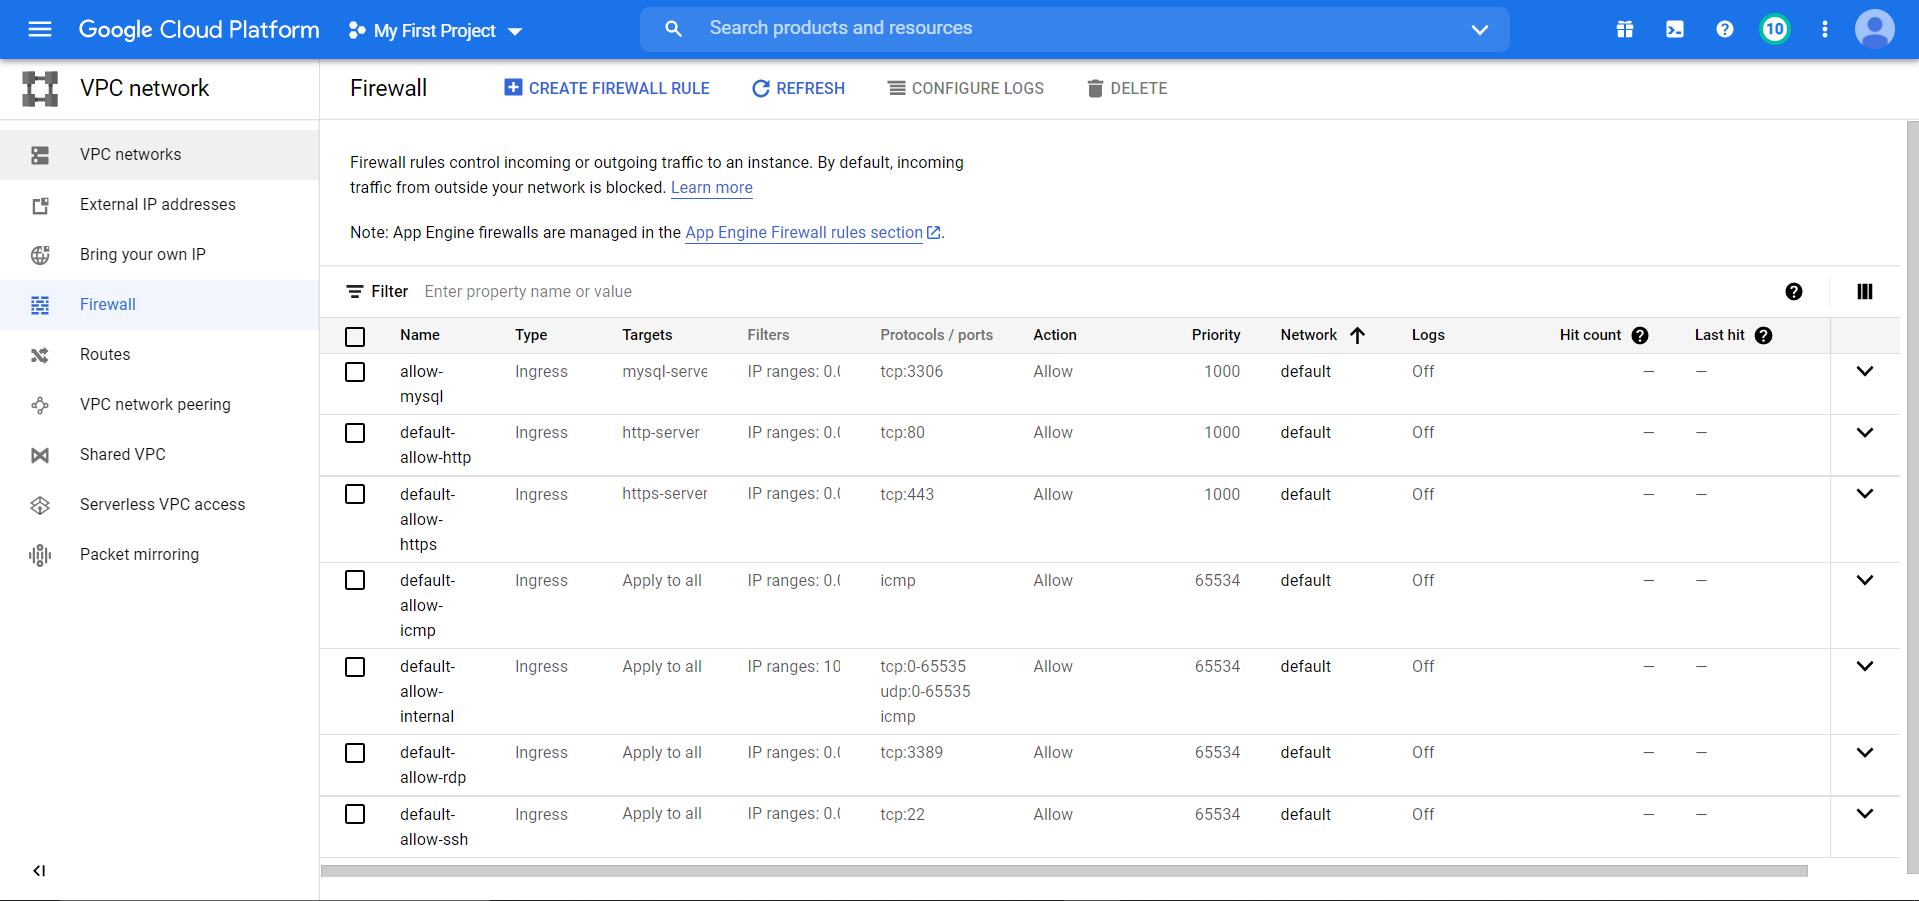 Google Cloud Platform My First Project Search products and resources 10
VPC network
Firewall CREATE FIREWALL RULE REFRESH CONFIGURE LOGS DELETE
VPC networks
External IP addresses
Bring your own IP
Firewall
Routes
VPC network peering
Shared VPC
Serverless VPC access
Packet mirroring
Firewall rules control incoming or outgoing traffic to an instance. By default, incoming
traffic from outside your network is blocked. Learn more
Note: App Engine firewalls are managed in the App Engine Firewall rules section.
Filter Enter property name or value
Name Type Targets Filters Protocols / ports Action Priority Network Logs Hit count Last hit
allow- Ingress mysql-serve IP ranges: 0.0 tcp:3306 Allow 1000 default Off — —
mysql
default- Ingress http-server IP ranges: 0.0 tcp:80 Allow 1000 default Off — —
allow-http
default- Ingress https-server IP ranges: 0.0 tcp:443 Allow 1000 default Off — —
allow-
https
default- Ingress Apply to all IP ranges: 0.0 icmp Allow 65534 default Off — —
allow-
icmp
default- Ingress Apply to all IP ranges: 10 tcp:0-65535 Allow 65534 default Off — —
allow- udp:0-65535
internal icmp
default- Ingress Apply to all IP ranges: 0.0 tcp:3389 Allow 65534 default Off — —
allow-rdp
default- Ingress Apply to all IP ranges: 0.0 tcp:22 Allow 65534 default Off — —
allow-ssh